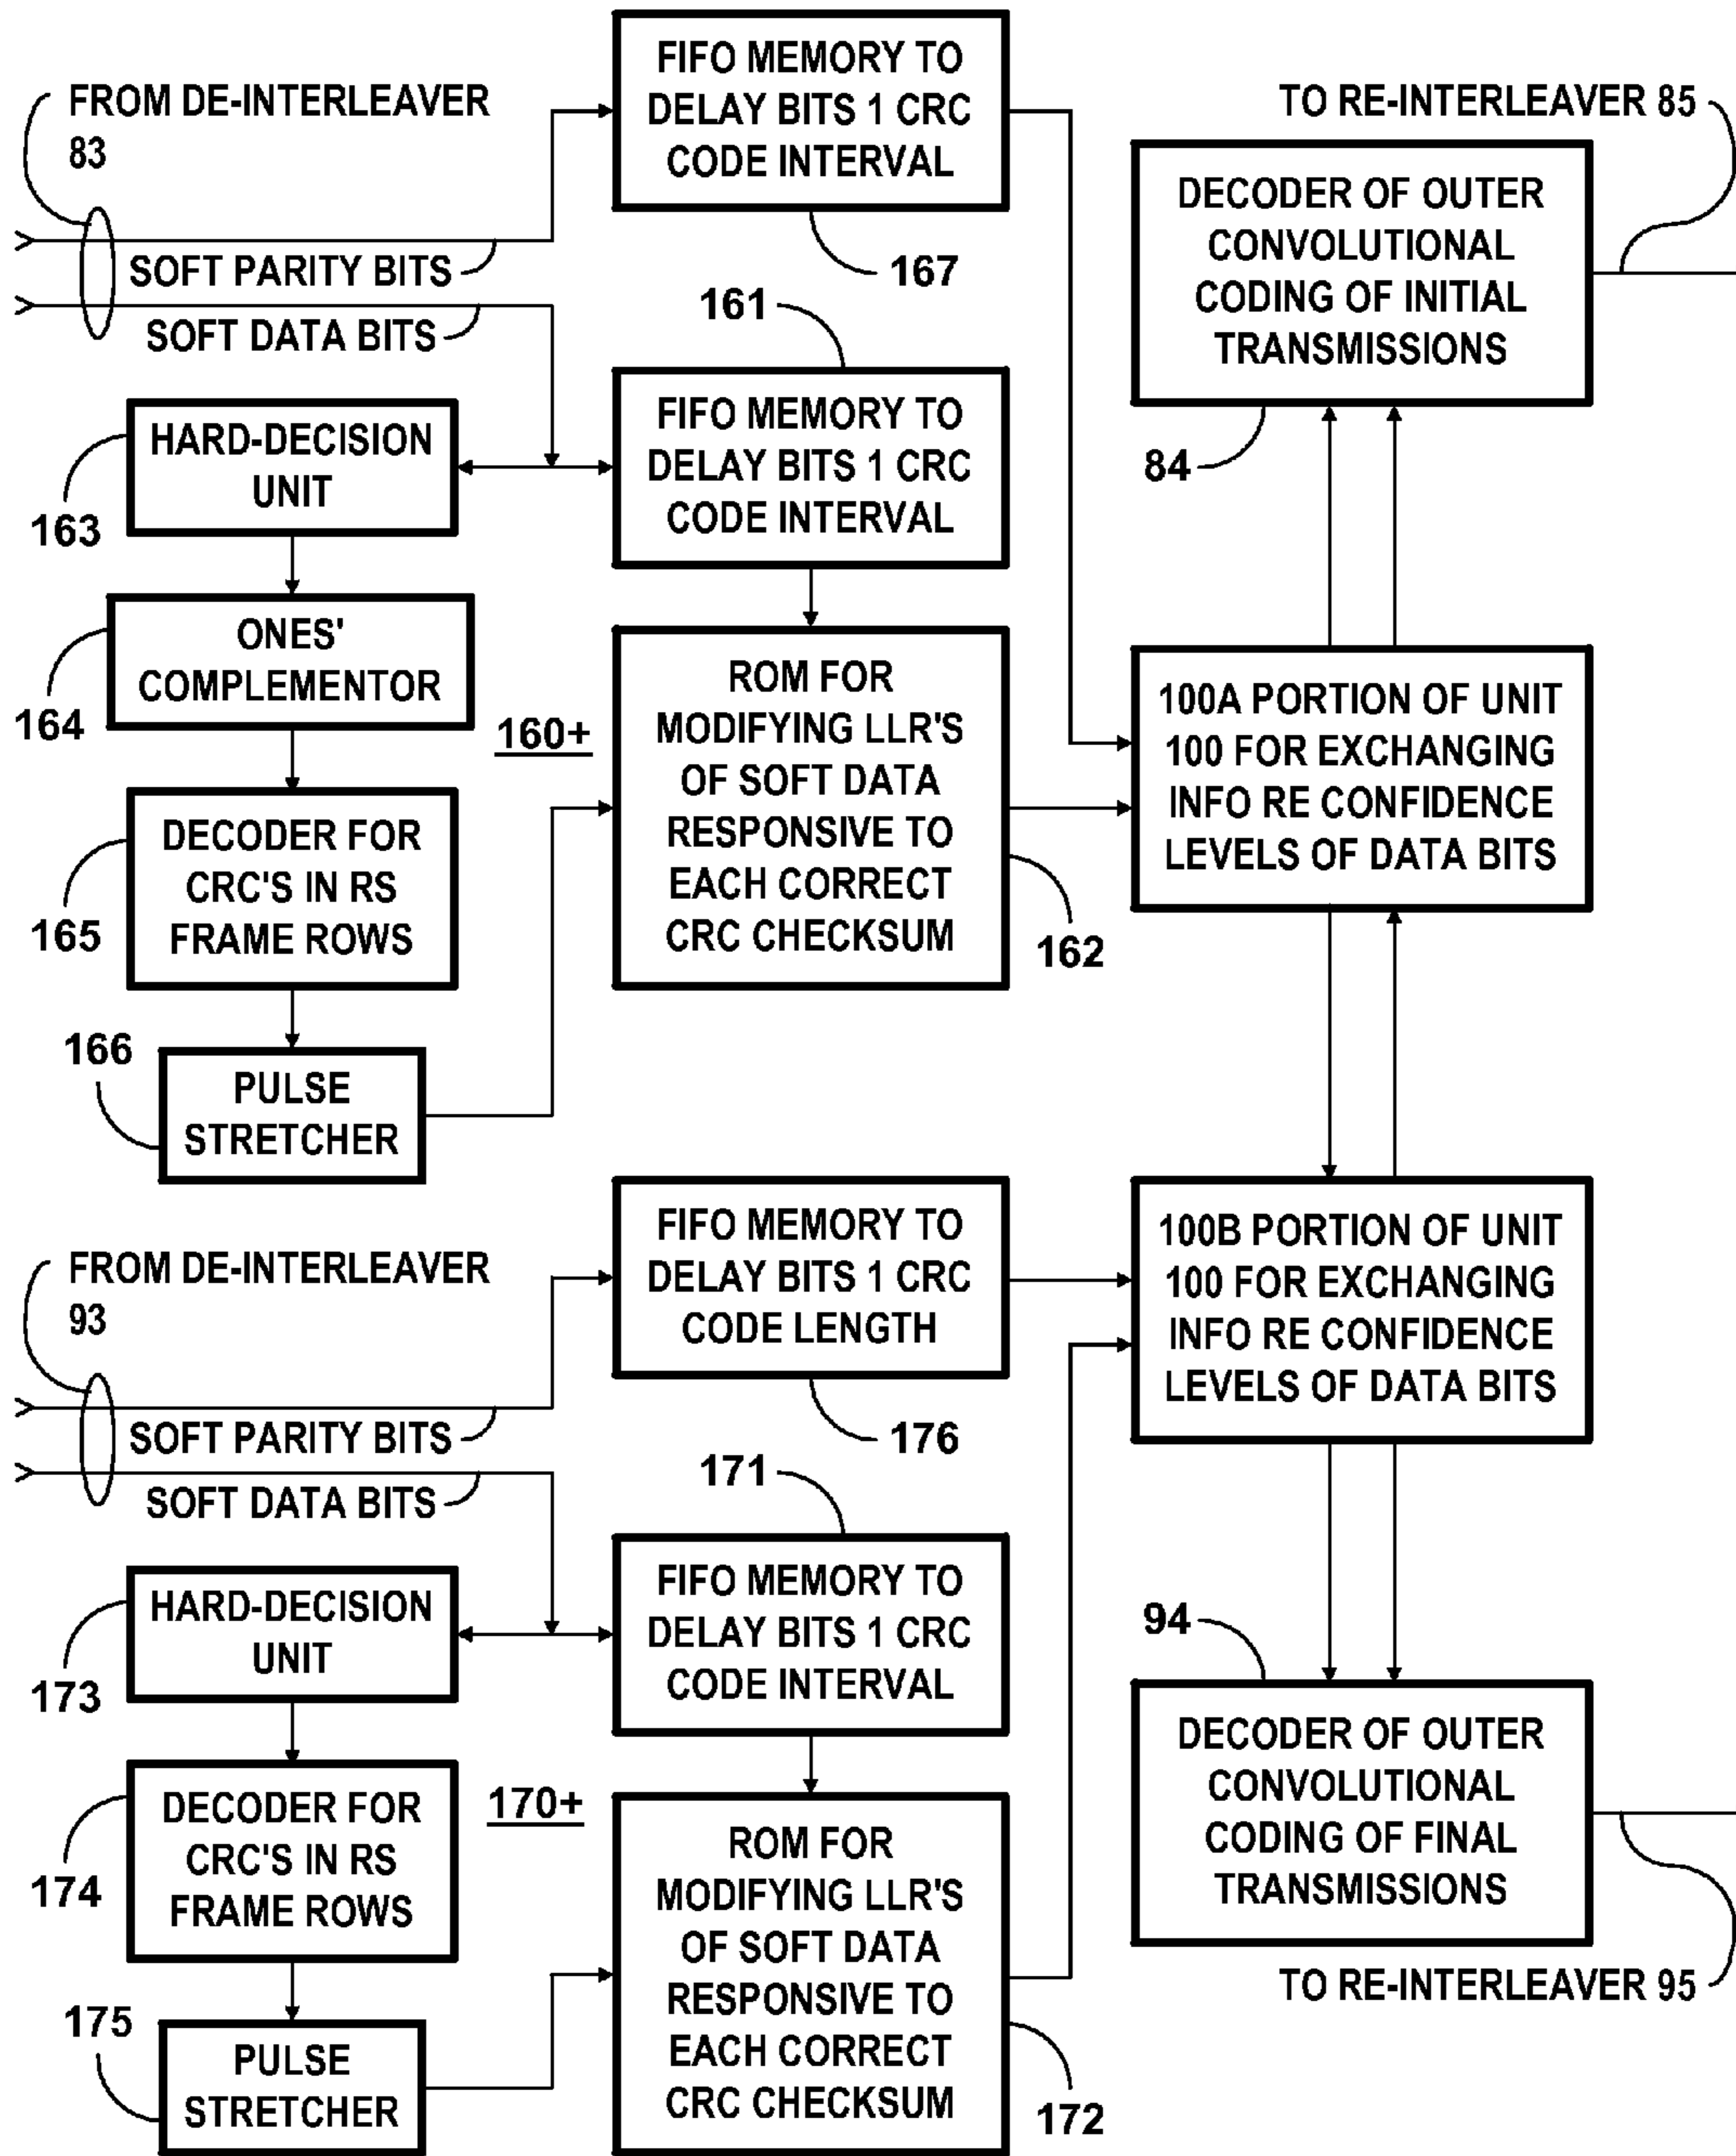 FROM DE-INTERLEAVER
83
SOFT PARITY BITS
SOFT DATA BITS
FIFO MEMORY TO
DELAY BITS 1 CRC
CODE INTERVAL
167
TO RE-INTERLEAVER 85
DECODER OF OUTER
CONVOLUTIONAL
CODING OF INITIAL
TRANSMISSIONS
84
161
FIFO MEMORY TO
DELAY BITS 1 CRC
CODE INTERVAL
HARD-DECISION
UNIT
163
ONES'
COMPLEMENTOR
164
160+
ROM FOR
MODIFYING LLR'S
OF SOFT DATA
RESPONSIVE TO
EACH CORRECT
CRC CHECKSUM
162
100A PORTION OF UNIT
100 FOR EXCHANGING
INFO RE CONFIDENCE
LEVELS OF DATA BITS
DECODER FOR
CRC'S IN RS
FRAME ROWS
165
166
PULSE
STRETCHER
FROM DE-INTERLEAVER
93
SOFT PARITY BITS
SOFT DATA BITS
FIFO MEMORY TO
DELAY BITS 1 CRC
CODE LENGTH
176
100B PORTION OF UNIT
100 FOR EXCHANGING
INFO RE CONFIDENCE
LEVELS OF DATA BITS
171
FIFO MEMORY TO
DELAY BITS 1 CRC
CODE INTERVAL
HARD-DECISION
UNIT
173
94
DECODER OF OUTER
CONVOLUTIONAL
CODING OF FINAL
TRANSMISSIONS
TO RE-INTERLEAVER 95
DECODER FOR
CRC'S IN RS
FRAME ROWS
174
170+
ROM FOR
MODIFYING LLR'S
OF SOFT DATA
RESPONSIVE TO
EACH CORRECT
CRC CHECKSUM
172
175
PULSE
STRETCHER